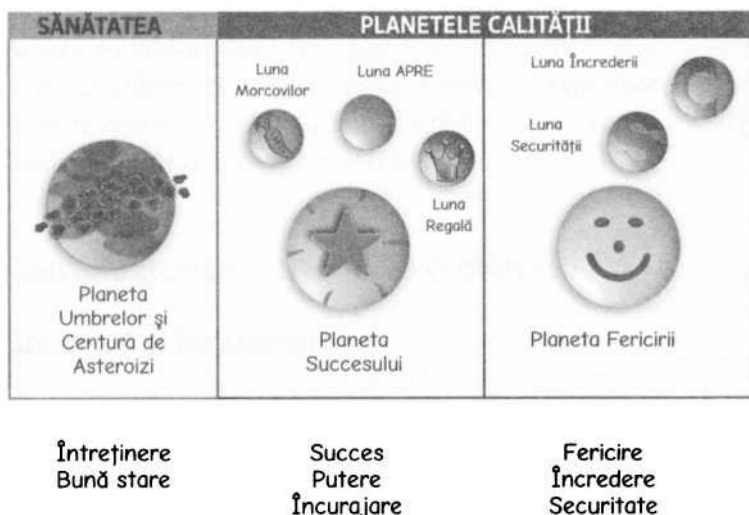 SĂNĂTATEA
PLANETELE CALITĂȚII
Planeta
Umbrelor și
Centura de
Asteroizi
Luna
Morcovilor
Luna APRE
Luna
Regală
Planeta
Succesului
Luna Încrederii
Luna
Securității
Planeta Fericirii
Întreținere
Bună stare
Succes
Putere
Încurajare
Fericire
Încredere
Securitate